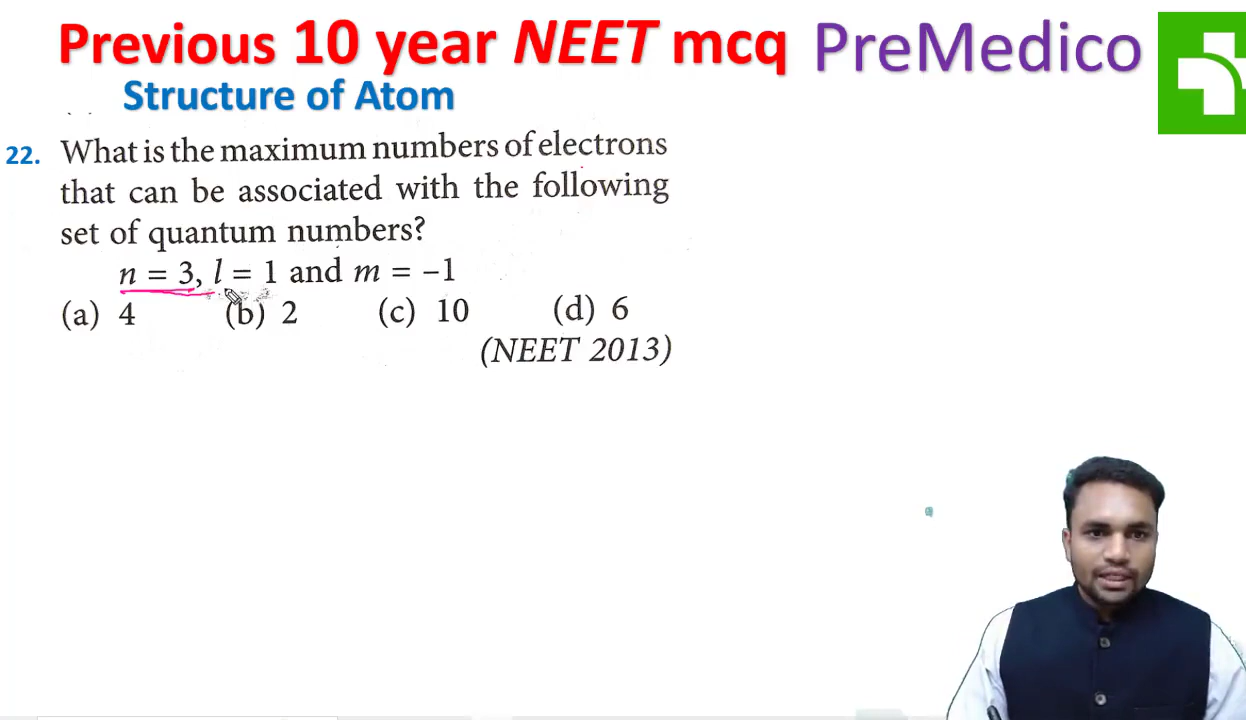 Previous 10 year NEET mcq PreMedico
Structure of Atom
22. What is the maximum numbers of electrons
that can be associated with the following
set of quantum numbers?
n = 3, l = 1 and m = –1
(a) 4 (b) 2 (c) 10 (d) 6
(NEET 2013)